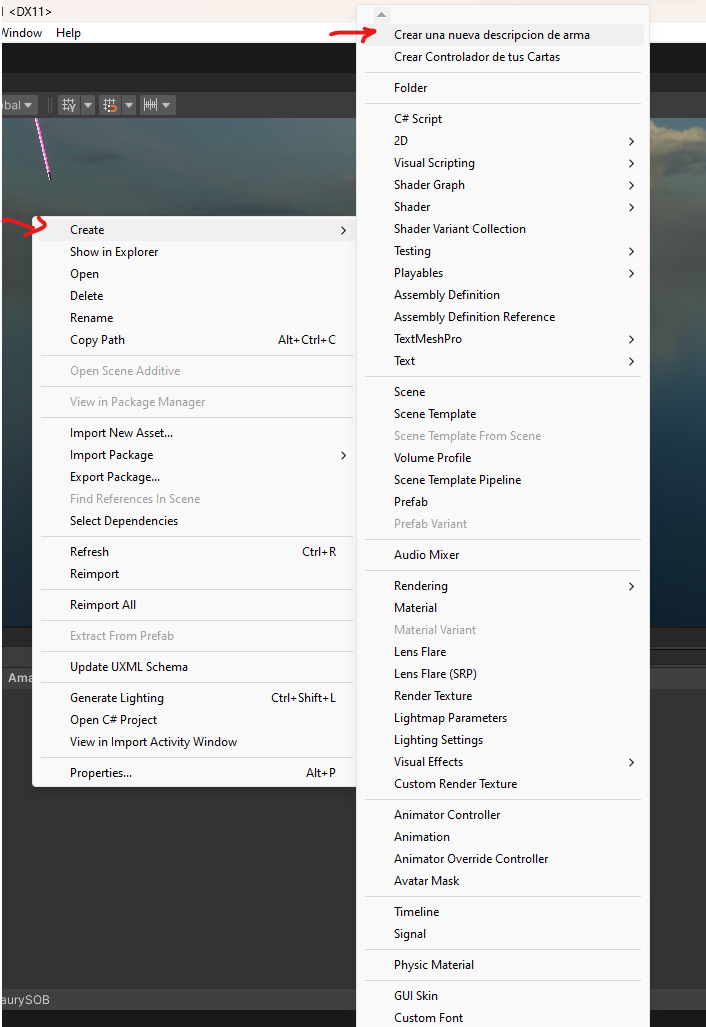 <DX11>
Window Help
bal
Create
Show in Explorer
Open
Delete
Rename
Copy Path Alt+Ctrl+C
Open Scene Additive
View in Package Manager
Import New Asset...
Import Package
Export Package...
Find References In Scene
Select Dependencies
Refresh Ctrl+R
Reimport
Reimport All
Extract From Prefab
Update UXML Schema
Generate Lighting Ctrl+Shift+L
Open C# Project
View in Import Activity Window
Properties... Alt+P
Ama
aurySOB
Crear una nueva descripcion de arma
Crear Controlador de tus Cartas
Folder
C# Script
2D
Visual Scripting
Shader Graph
Shader
Shader Variant Collection
Testing
Playables
Assembly Definition
Assembly Definition Reference
TextMeshPro
Text
Scene
Scene Template
Scene Template From Scene
Volume Profile
Scene Template Pipeline
Prefab
Prefab Variant
Audio Mixer
Rendering
Material
Material Variant
Lens Flare
Lens Flare (SRP)
Render Texture
Lightmap Parameters
Lighting Settings
Visual Effects
Custom Render Texture
Animator Controller
Animation
Animator Override Controller
Avatar Mask
Timeline
Signal
Physic Material
GUI Skin
Custom Font